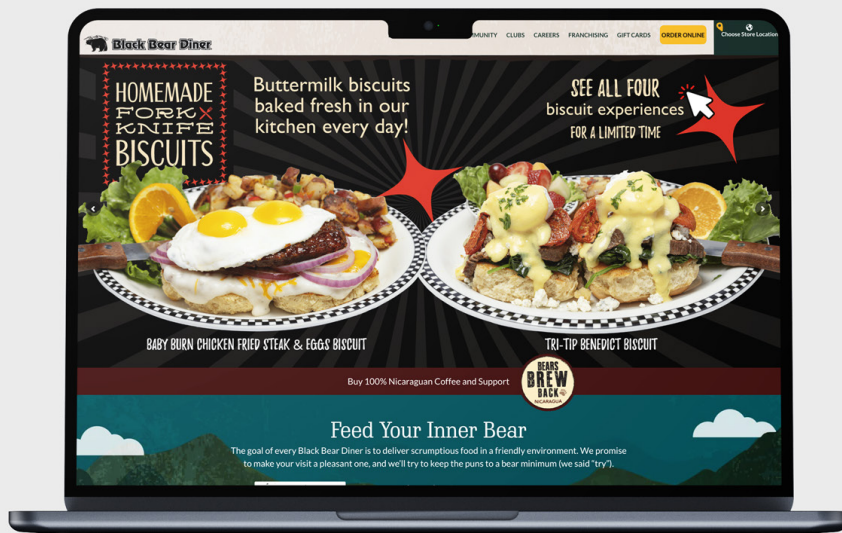 Black Bear Diner
CLUBS CAREERS FRANCHISING GIFT CARDS ORDER ONLINE Choose Store Location
HOMEMADE
FORK X
KNIFE
BISCUITS
Buttermilk biscuits
baked fresh in our
kitchen every day!
SEE ALL FOUR
biscuit experiences
FOR A LIMITED TIME
BABY BURN CHICKEN FRIED STEAK & EGGS BISCUIT
TRI-TIP BENEDICT BISCUIT
Buy 100% Nicaraguan Coffee and Support
BEARS
BREW
BACK
NICARAGUA
Feed Your Inner Bear
The goal of every Black Bear Diner is to deliver scrumptious food in a friendly environment. We promise
to make your visit a pleasant one, and we'll try to keep the puns to a bear minimum (we said "try").